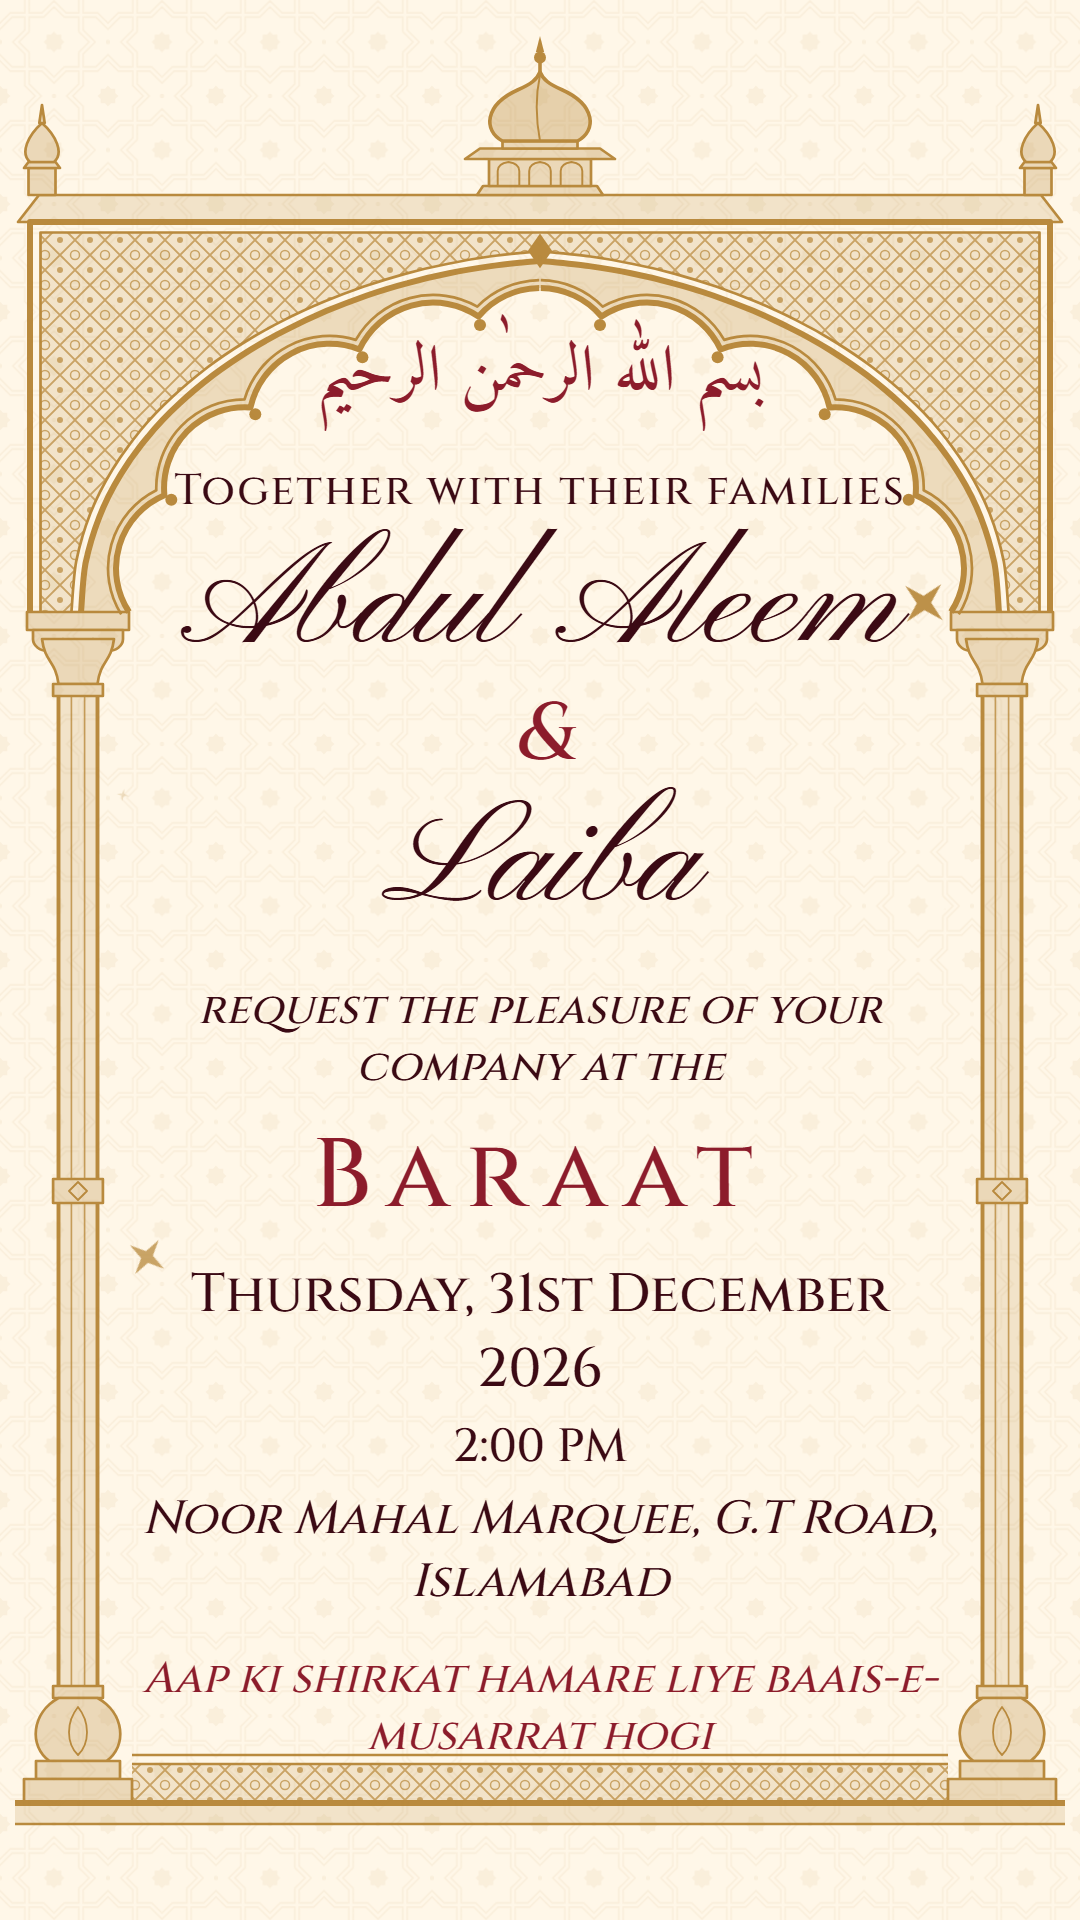 بسم الله الرحمٰن الرحيم
Together with their families
Abdul Aleem
&
Laiba
request the pleasure of your
company at the
Baraat
Thursday, 31st December
2026
2:00 PM
Noor Mahal Marquee, G.T Road,
Islamabad
Aap ki shirkat hamare liye baais-e-
musarrat hogi